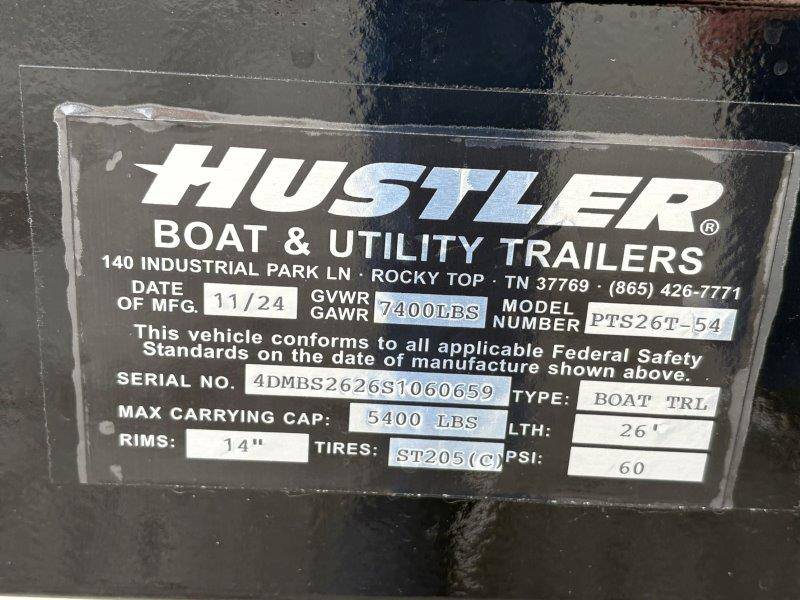 HUSTLER®
BOAT & UTILITY TRAILERS
140 INDUSTRIAL PARK LN · ROCKY TOP · TN 37769 · (865) 426-7771
DATE OF MFG. 11/24 GVWR GAWR 7400LBS MODEL NUMBER PTS26T-54
This vehicle conforms to all applicable Federal Safety
Standards on the date of manufacture shown above.
SERIAL NO. 4DMBS2626S1060659 TYPE: BOAT TRL
MAX CARRYING CAP: 5400 LBS LTH: 26'
RIMS: 14" TIRES: ST205(C) PSI: 60